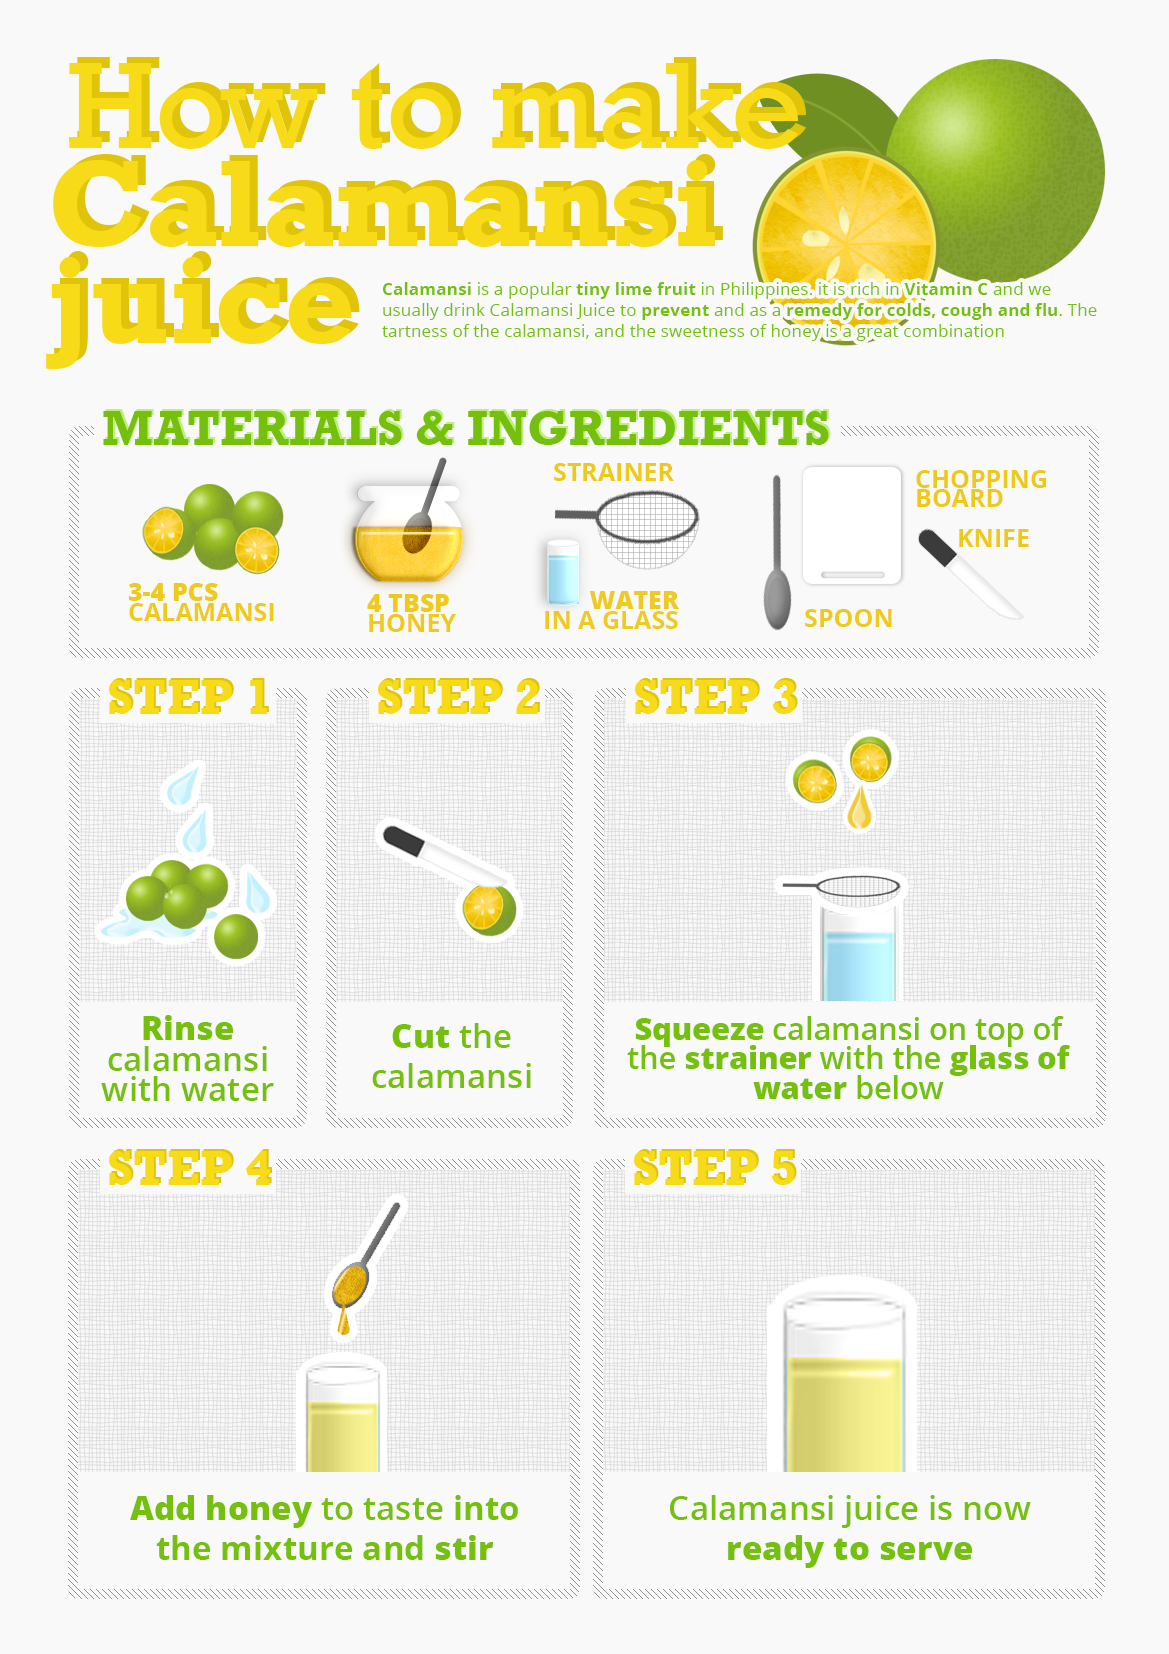 How to make
Calamansi
juice
Calamansi is a popular tiny lime fruit in Philippines. it is rich in Vitamin C and we
usually drink Calamansi Juice to prevent and as a remedy for colds, cough and flu. The
tartness of the calamansi, and the sweetness of honey is a great combination
MATERIALS & INGREDIENTS
3-4 PCS
CALAMANSI
4 TBSP
HONEY
STRAINER
WATER
IN A GLASS
SPOON
CHOPPING
BOARD
KNIFE
STEP 1
Rinse
calamansi
with water
STEP 2
Cut the
calamansi
STEP 3
Squeeze calamansi on top of
the strainer with the glass of
water below
STEP 4
Add honey to taste into
the mixture and stir
STEP 5
Calamansi juice is now
ready to serve